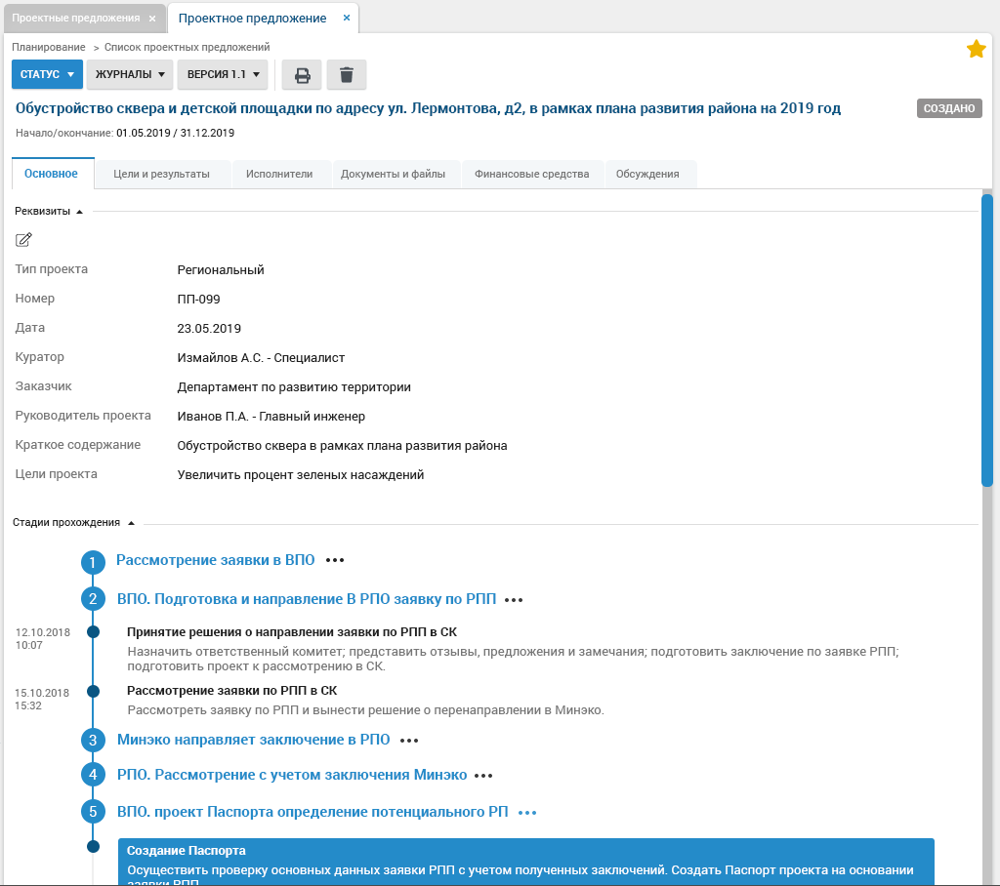 Проектные предложения ×
Проектное предложение ×
Планирование > Список проектных предложений
СТАТУС
ЖУРНАЛЫ
ВЕРСИЯ 1.1
Обустройство сквера и детской площадки по адресу ул. Лермонтова, д2, в рамках плана развития района на 2019 год
СОЗДАНО
Начало/окончание: 01.05.2019 / 31.12.2019
Основное
Цели и результаты
Исполнители
Документы и файлы
Финансовые средства
Обсуждения
Реквизиты
Тип проекта Региональный
Номер ПП-099
Дата 23.05.2019
Куратор Измайлов А.С. - Специалист
Заказчик Департамент по развитию территории
Руководитель проекта Иванов П.А. - Главный инженер
Краткое содержание Обустройство сквера в рамках плана развития района
Цели проекта Увеличить процент зеленых насаждений
Стадии прохождения
1 Рассмотрение заявки в ВПО •••
2 ВПО. Подготовка и направление В РПО заявку по РПП •••
12.10.2018
10:07
Принятие решения о направлении заявки по РПП в СК
Назначить ответственный комитет; представить отзывы, предложения и замечания; подготовить заключение по заявке РПП;
подготовить проект к рассмотрению в СК.
15.10.2018
15:32
Рассмотрение заявки по РПП в СК
Рассмотреть заявку по РПП и вынести решение о перенаправлении в Минэко.
3 Минэко направляет заключение в РПО •••
4 РПО. Рассмотрение с учетом заключения Минэко •••
5 ВПО. проект Паспорта определение потенциального РП •••
Создание Паспорта
Осуществить проверку основных данных заявки РПП с учетом полученных заключений. Создать Паспорт проекта на основании
заявки РПП